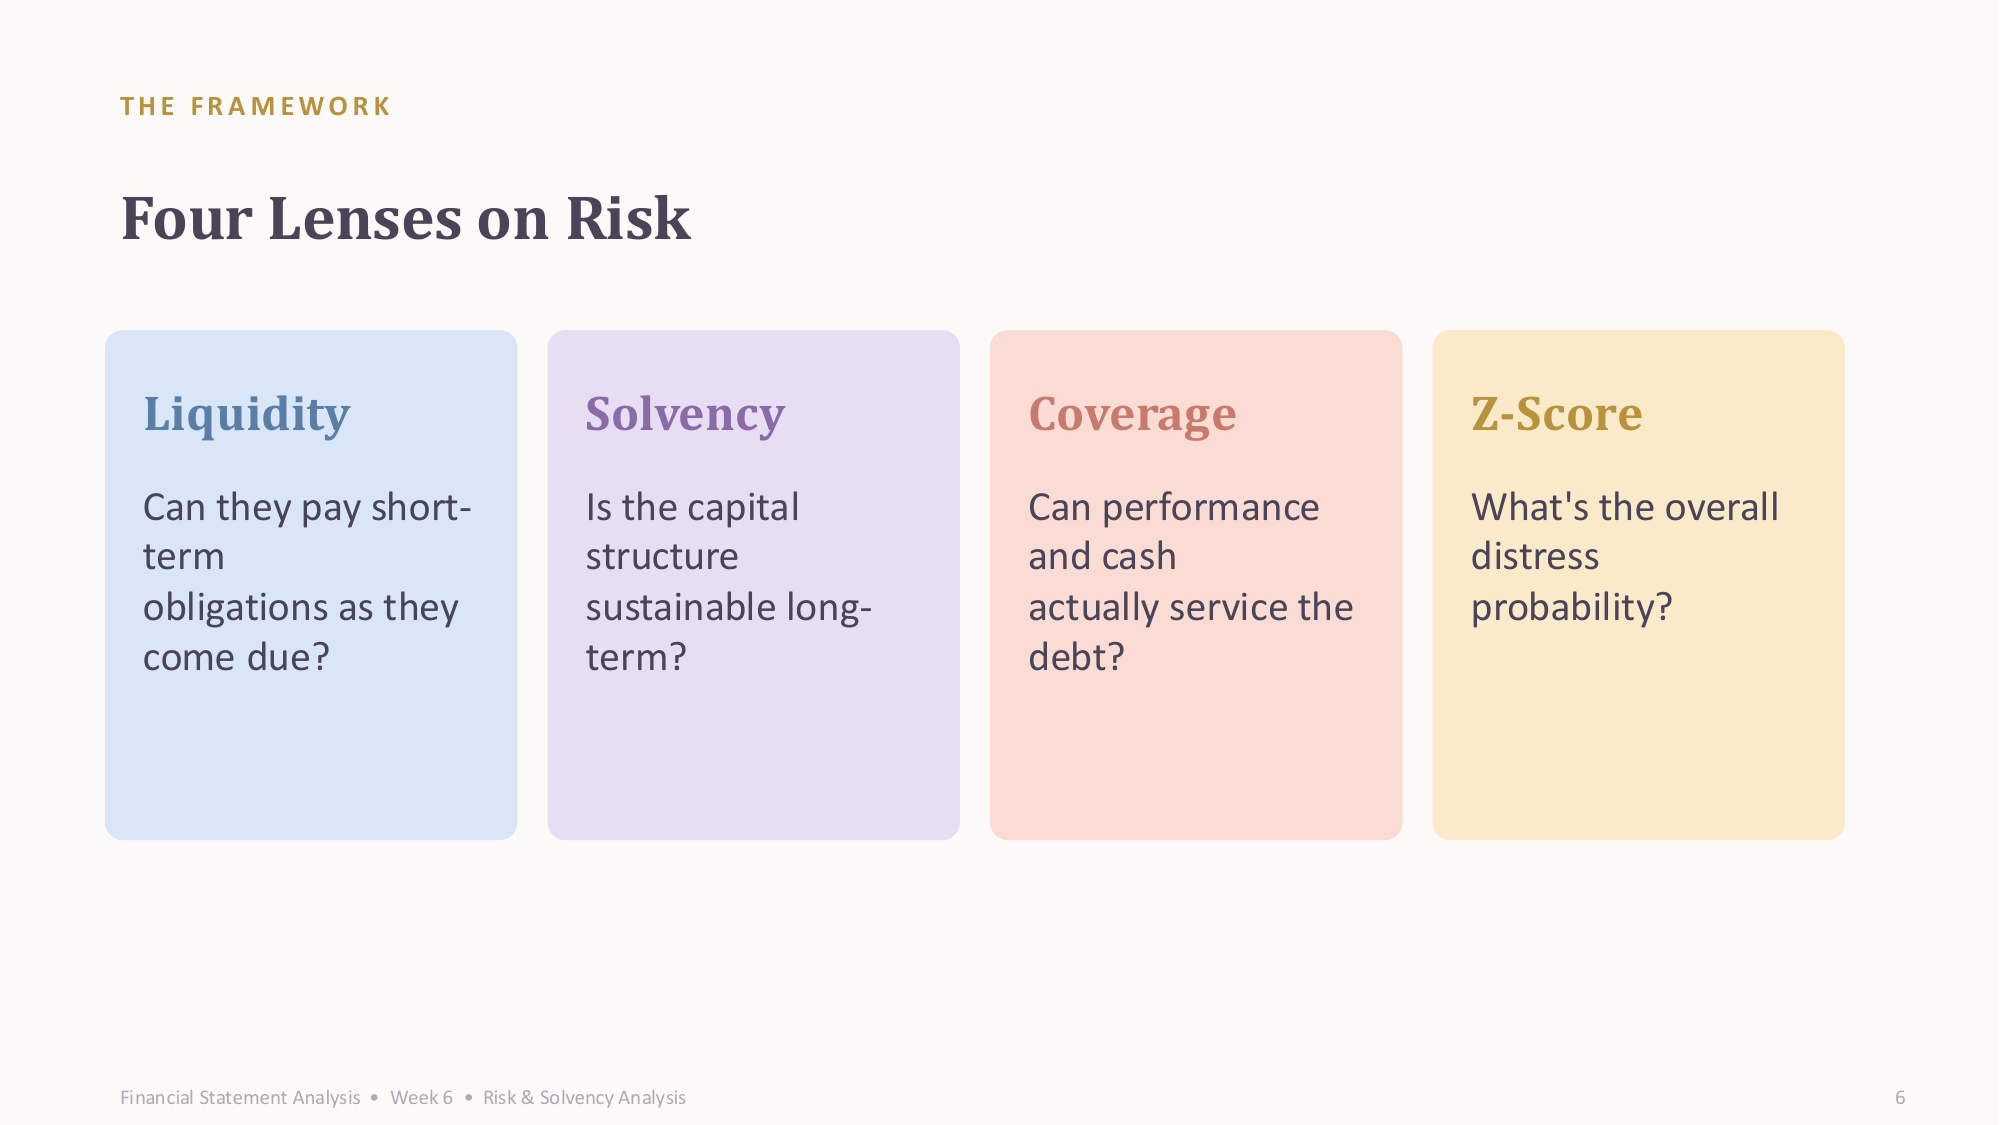 THE FRAMEWORK
Four Lenses on Risk
Liquidity
Can they pay short-
term
obligations as they
come due?
Solvency
Is the capital
structure
sustainable long-
term?
Coverage
Can performance
and cash
actually service the
debt?
Z-Score
What's the overall
distress
probability?
Financial Statement Analysis • Week 6 • Risk & Solvency Analysis
6